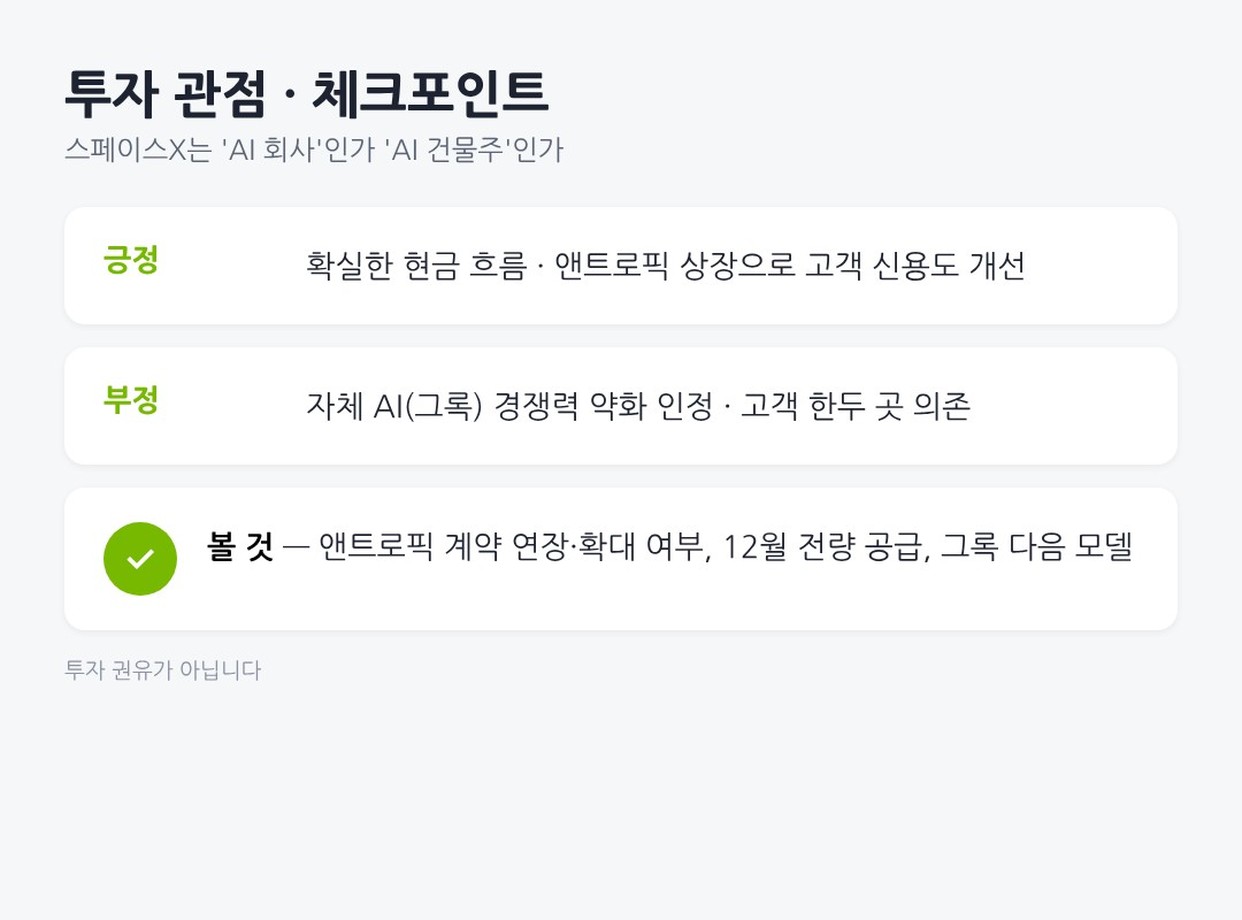 투자 관점 · 체크포인트
스페이스X는 'AI 회사'인가 'AI 건물주'인가
긍정 확실한 현금 흐름 · 앤트로픽 상장으로 고객 신용도 개선
부정 자체 AI(그록) 경쟁력 약화 인정 · 고객 한두 곳 의존
볼 것 — 앤트로픽 계약 연장·확대 여부, 12월 전량 공급, 그록 다음 모델
투자 권유가 아닙니다